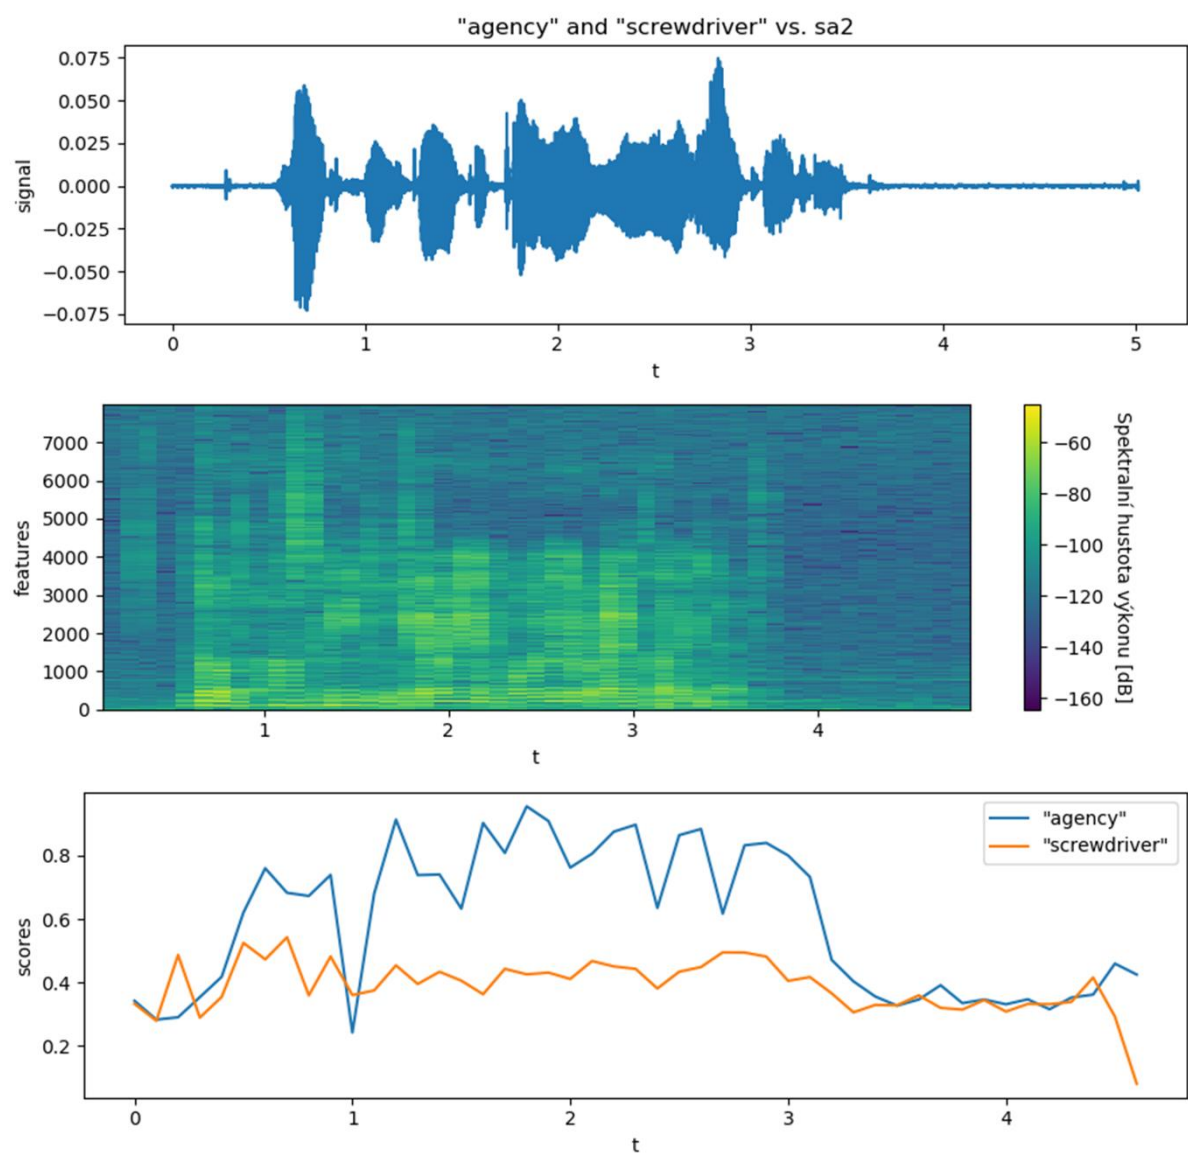 "agency" and "screwdriver" vs. sa2
0.075
0.050
0.025
0.000
−0.025
−0.050
−0.075
signal
0 1 2 3 4 5
t
7000
6000
5000
4000
3000
2000
1000
0
features
1 2 3 4
t
−60
−80
−100
−120
−140
−160
Spektralní hustota výkonu [dB]
"agency"
"screwdriver"
0.8
0.6
0.4
0.2
scores
0 1 2 3 4
t